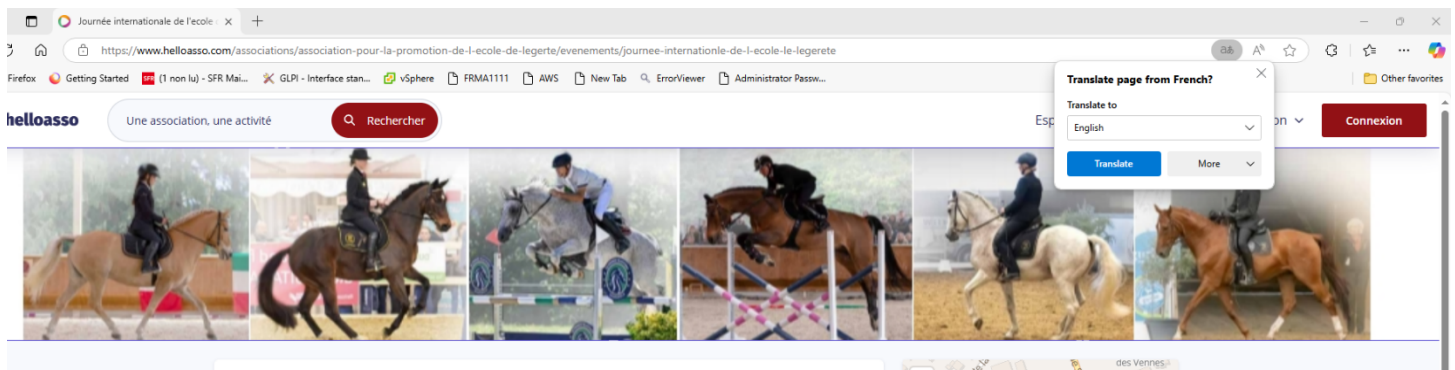 Journée internationale de l'ecole
https://www.helloasso.com/associations/association-pour-la-promotion-de-l-ecole-de-legerte/evenements/journee-internationle-de-l-ecole-le-legerete
Firefox
Getting Started
(1 non lu) - SFR Mai...
GLPI - Interface stan...
vSphere
FRMA1111
AWS
New Tab
ErrorViewer
Administrator Passw...
Other favorites
Translate page from French?
Translate to
English
Translate
More
helloasso
Une association, une activité
Rechercher
Esp
on
Connexion
des Vennes